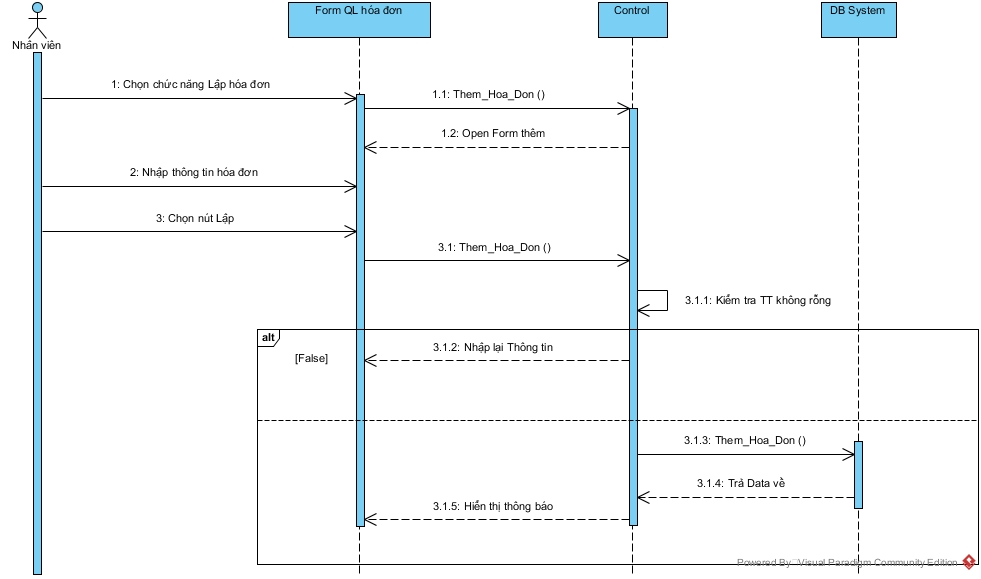 Form QL hóa đơn
Control
DB System
Nhân viên
1: Chọn chức năng Lập hóa đơn
1.1: Them_Hoa_Don ()
1.2: Open Form thêm
2: Nhập thông tin hóa đơn
3: Chọn nút Lập
3.1: Them_Hoa_Don ()
3.1.1: Kiểm tra TT không rỗng
alt
3.1.2: Nhập lại Thông tin
[False]
3.1.3: Them_Hoa_Don ()
3.1.4: Trả Data về
3.1.5: Hiển thị thông báo
Powered By Visual Paradigm Community Edition